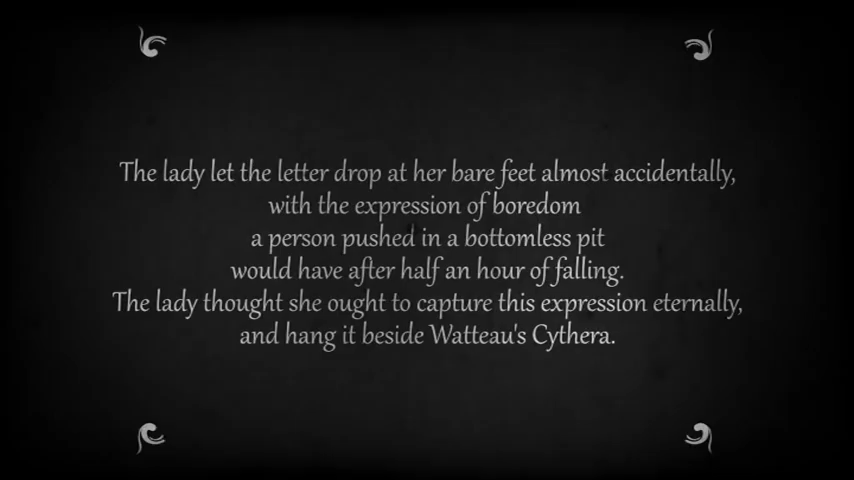 The lady let the letter drop at her bare feet almost accidentally,
with the expression of boredom
a person pushed in a bottomless pit
would have after half an hour of falling.
The lady thought she ought to capture this expression eternally,
and hang it beside Watteau's Cythera.